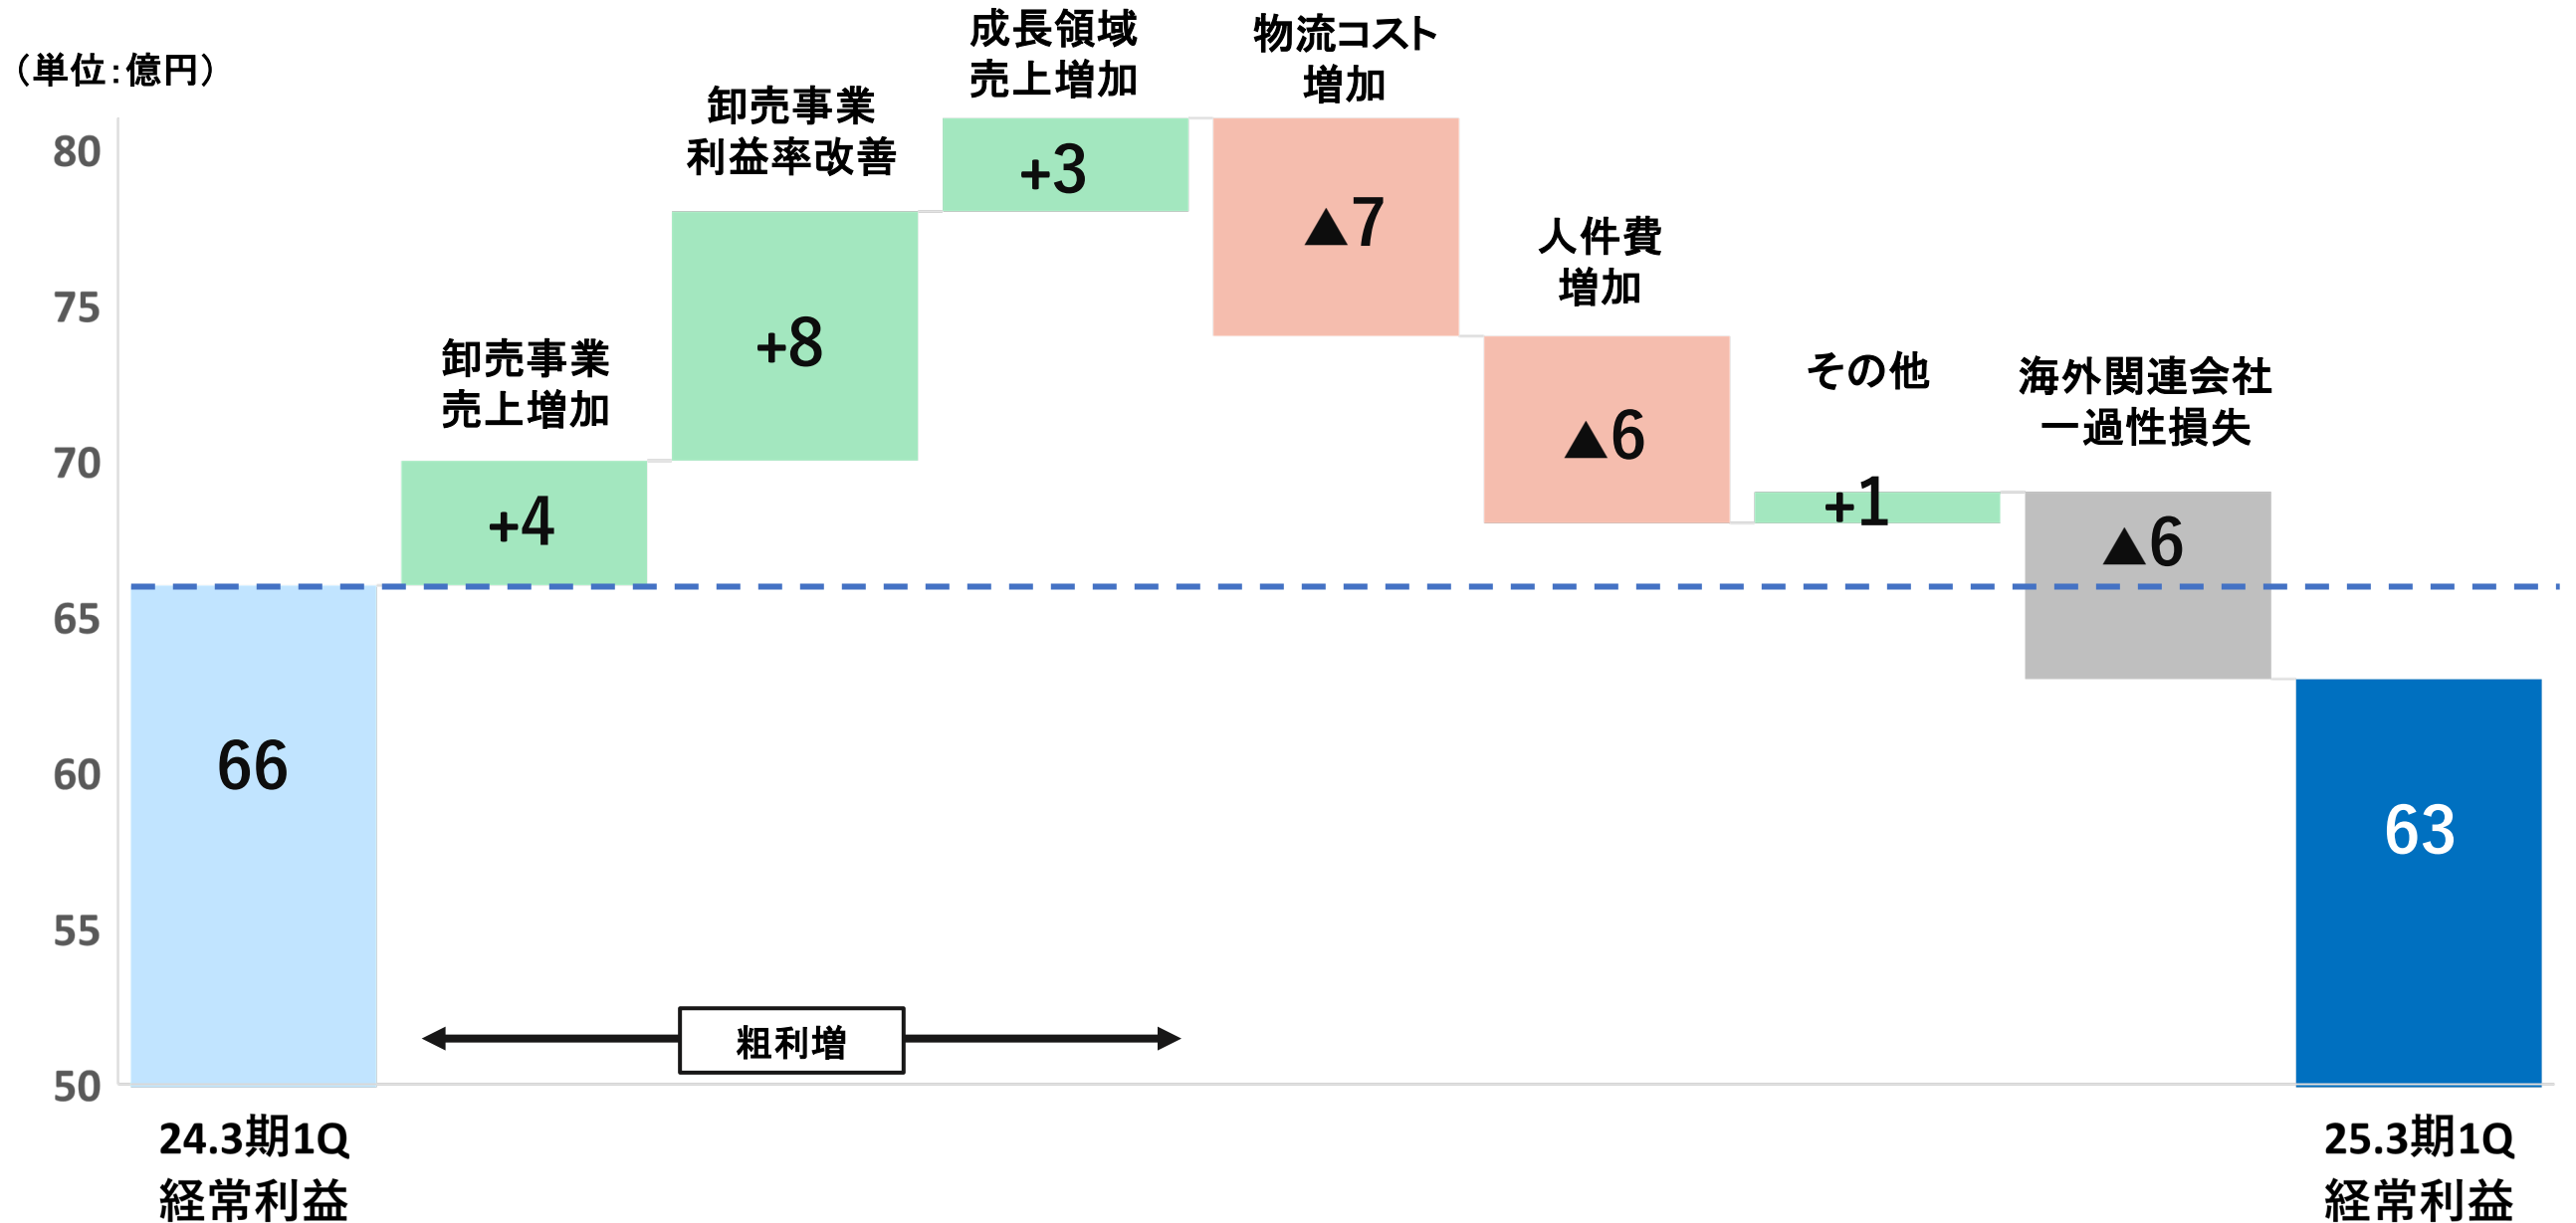 （単位：億円）
80
75
70
65
60
55
50
卸売事業
売上増加
+4
卸売事業
利益率改善
+8
成長領域
売上増加
+3
物流コスト
増加
▲7
人件費
増加
▲6
その他
+1
海外関連会社
一過性損失
▲6
66
63
粗利増
24.3期1Q
経常利益
25.3期1Q
経常利益